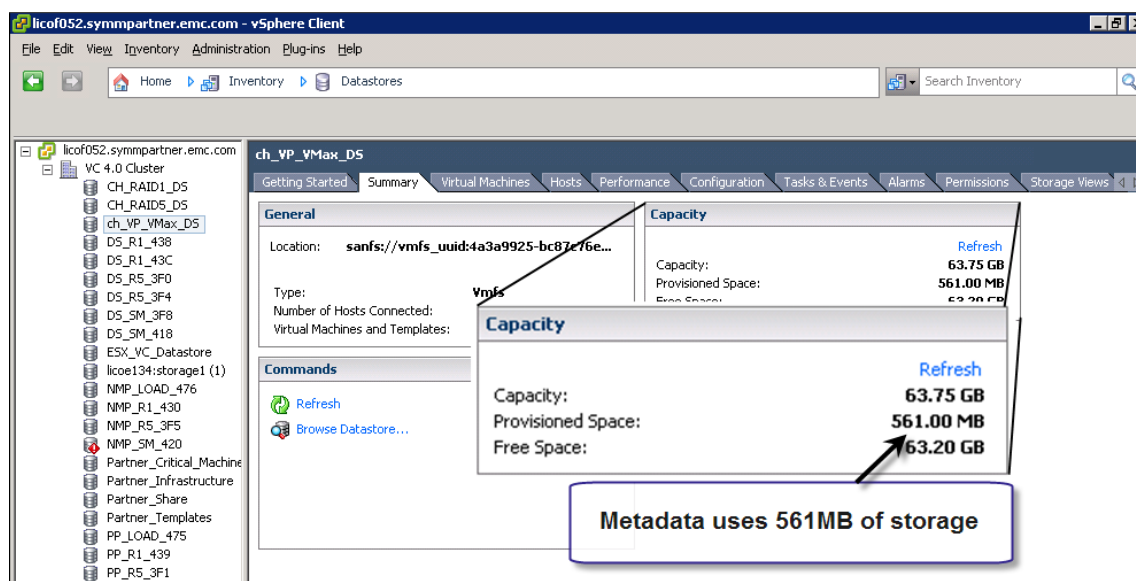 licof052.symmpartner.emc.com - vSphere Client
File Edit View Inventory Administration Plug-ins Help
Home Inventory Datastores
Search Inventory
licof052.symmpartner.emc.com
VC 4.0 Cluster
CH_RAID1_DS
CH_RAID5_DS
ch_VP_VMax_DS
DS_R1_438
DS_R1_43C
DS_R5_3F0
DS_R5_3F4
DS_SM_3F8
DS_SM_418
ESX_VC_Datastore
licoe134:storage1 (1)
NMP_LOAD_476
NMP_R1_430
NMP_R5_3F5
NMP_SM_420
Partner_Critical_Machine
Partner_Infrastructure
Partner_Share
Partner_Templates
PP_LOAD_475
PP_R1_439
PP_R5_3F1
ch_VP_VMax_DS
Getting Started Summary Virtual Machines Hosts Performance Configuration Tasks & Events Alarms Permissions Storage Views
General
Location: sanfs://vmfs_uuid:4a3a9925-bc87c76e...
Type: Vmfs
Number of Hosts Connected:
Virtual Machines and Templates:
Commands
Refresh
Browse Datastore...
Capacity
Refresh
Capacity: 63.75 GB
Provisioned Space: 561.00 MB
Free Space: 63.20 GB
Capacity
Refresh
Capacity: 63.75 GB
Provisioned Space: 561.00 MB
Free Space: 63.20 GB
Metadata uses 561MB of storage